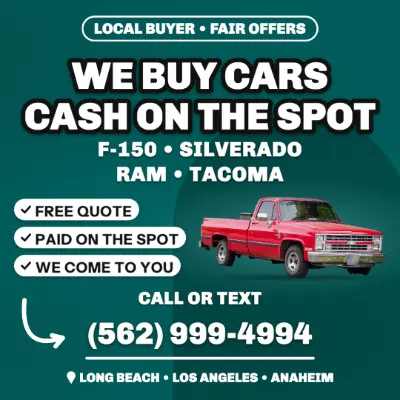 LOCAL BUYER • FAIR OFFERS
WE BUY CARS
CASH ON THE SPOT
F-150 • SILVERADO
RAM • TACOMA
FREE QUOTE
PAID ON THE SPOT
WE COME TO YOU
CALL OR TEXT
(562) 999-4994
LONG BEACH • LOS ANGELES • ANAHEIM